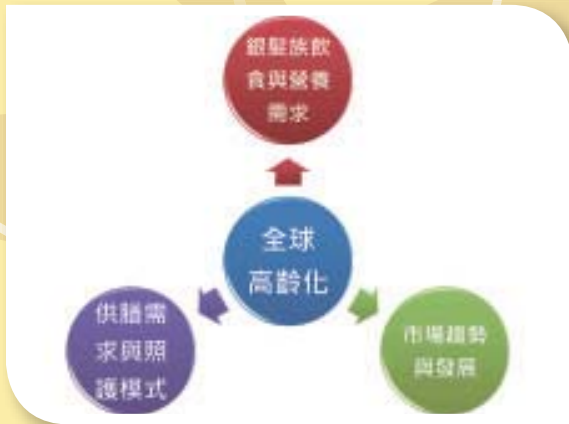 銀髮族飲
食與營養
需求
全球
高齡化
供膳需
求與照
護模式
市場趨勢
與發展